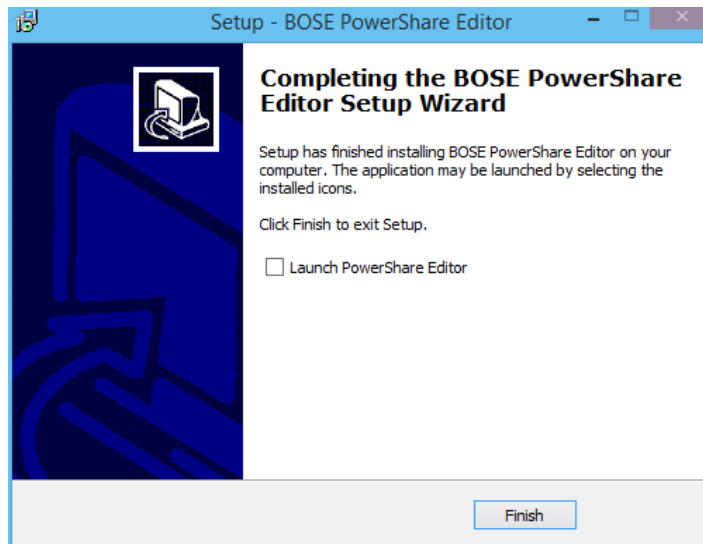 Setup - BOSE PowerShare Editor
Completing the BOSE PowerShare
Editor Setup Wizard
Setup has finished installing BOSE PowerShare Editor on your
computer. The application may be launched by selecting the
installed icons.
Click Finish to exit Setup.
Launch PowerShare Editor
Finish